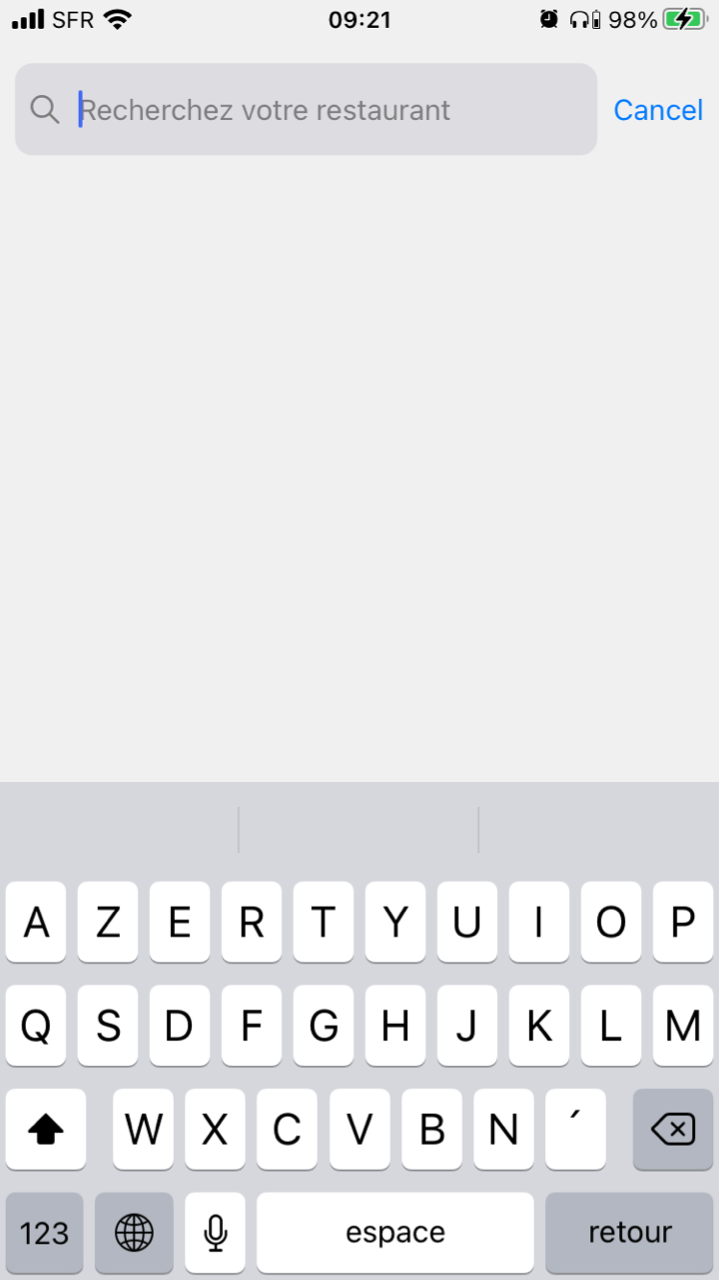 SFR 09:21 98%
Recherchez votre restaurant Cancel
A Z E R T Y U I O P
Q S D F G H J K L M
W X C V B N ´
123 espace retour